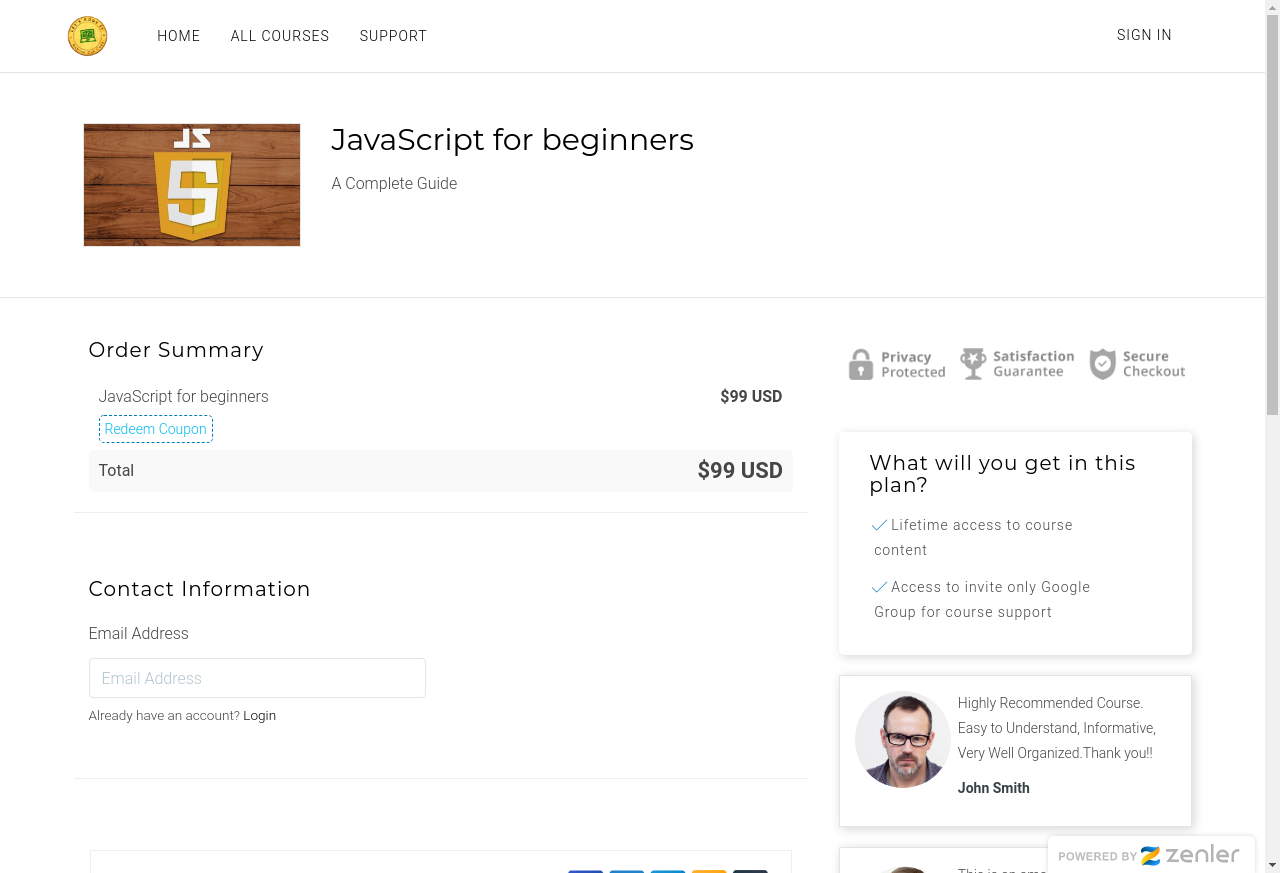 HOME
ALL COURSES
SUPPORT
SIGN IN
JS
JavaScript for beginners
A Complete Guide
Order Summary
JavaScript for beginners $99 USD
Redeem Coupon
Total $99 USD
Contact Information
Email Address
Email Address
Already have an account? Login
Privacy
Protected
Satisfaction
Guarantee
Secure
Checkout
What will you get in this
plan?
Lifetime access to course
content
Access to invite only Google
Group for course support
Highly Recommended Course.
Easy to Understand, Informative,
Very Well Organized.Thank you!!
John Smith
POWERED BY zenler